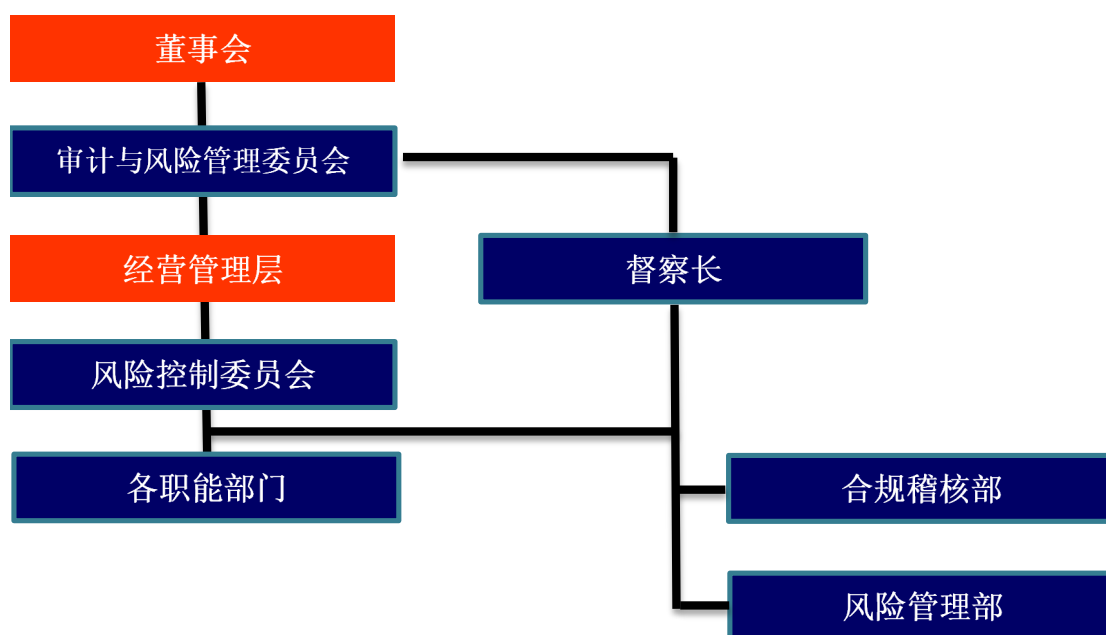 董事会
审计与风险管理委员会
经营管理层
督察长
风险控制委员会
各职能部门
合规稽核部
风险管理部